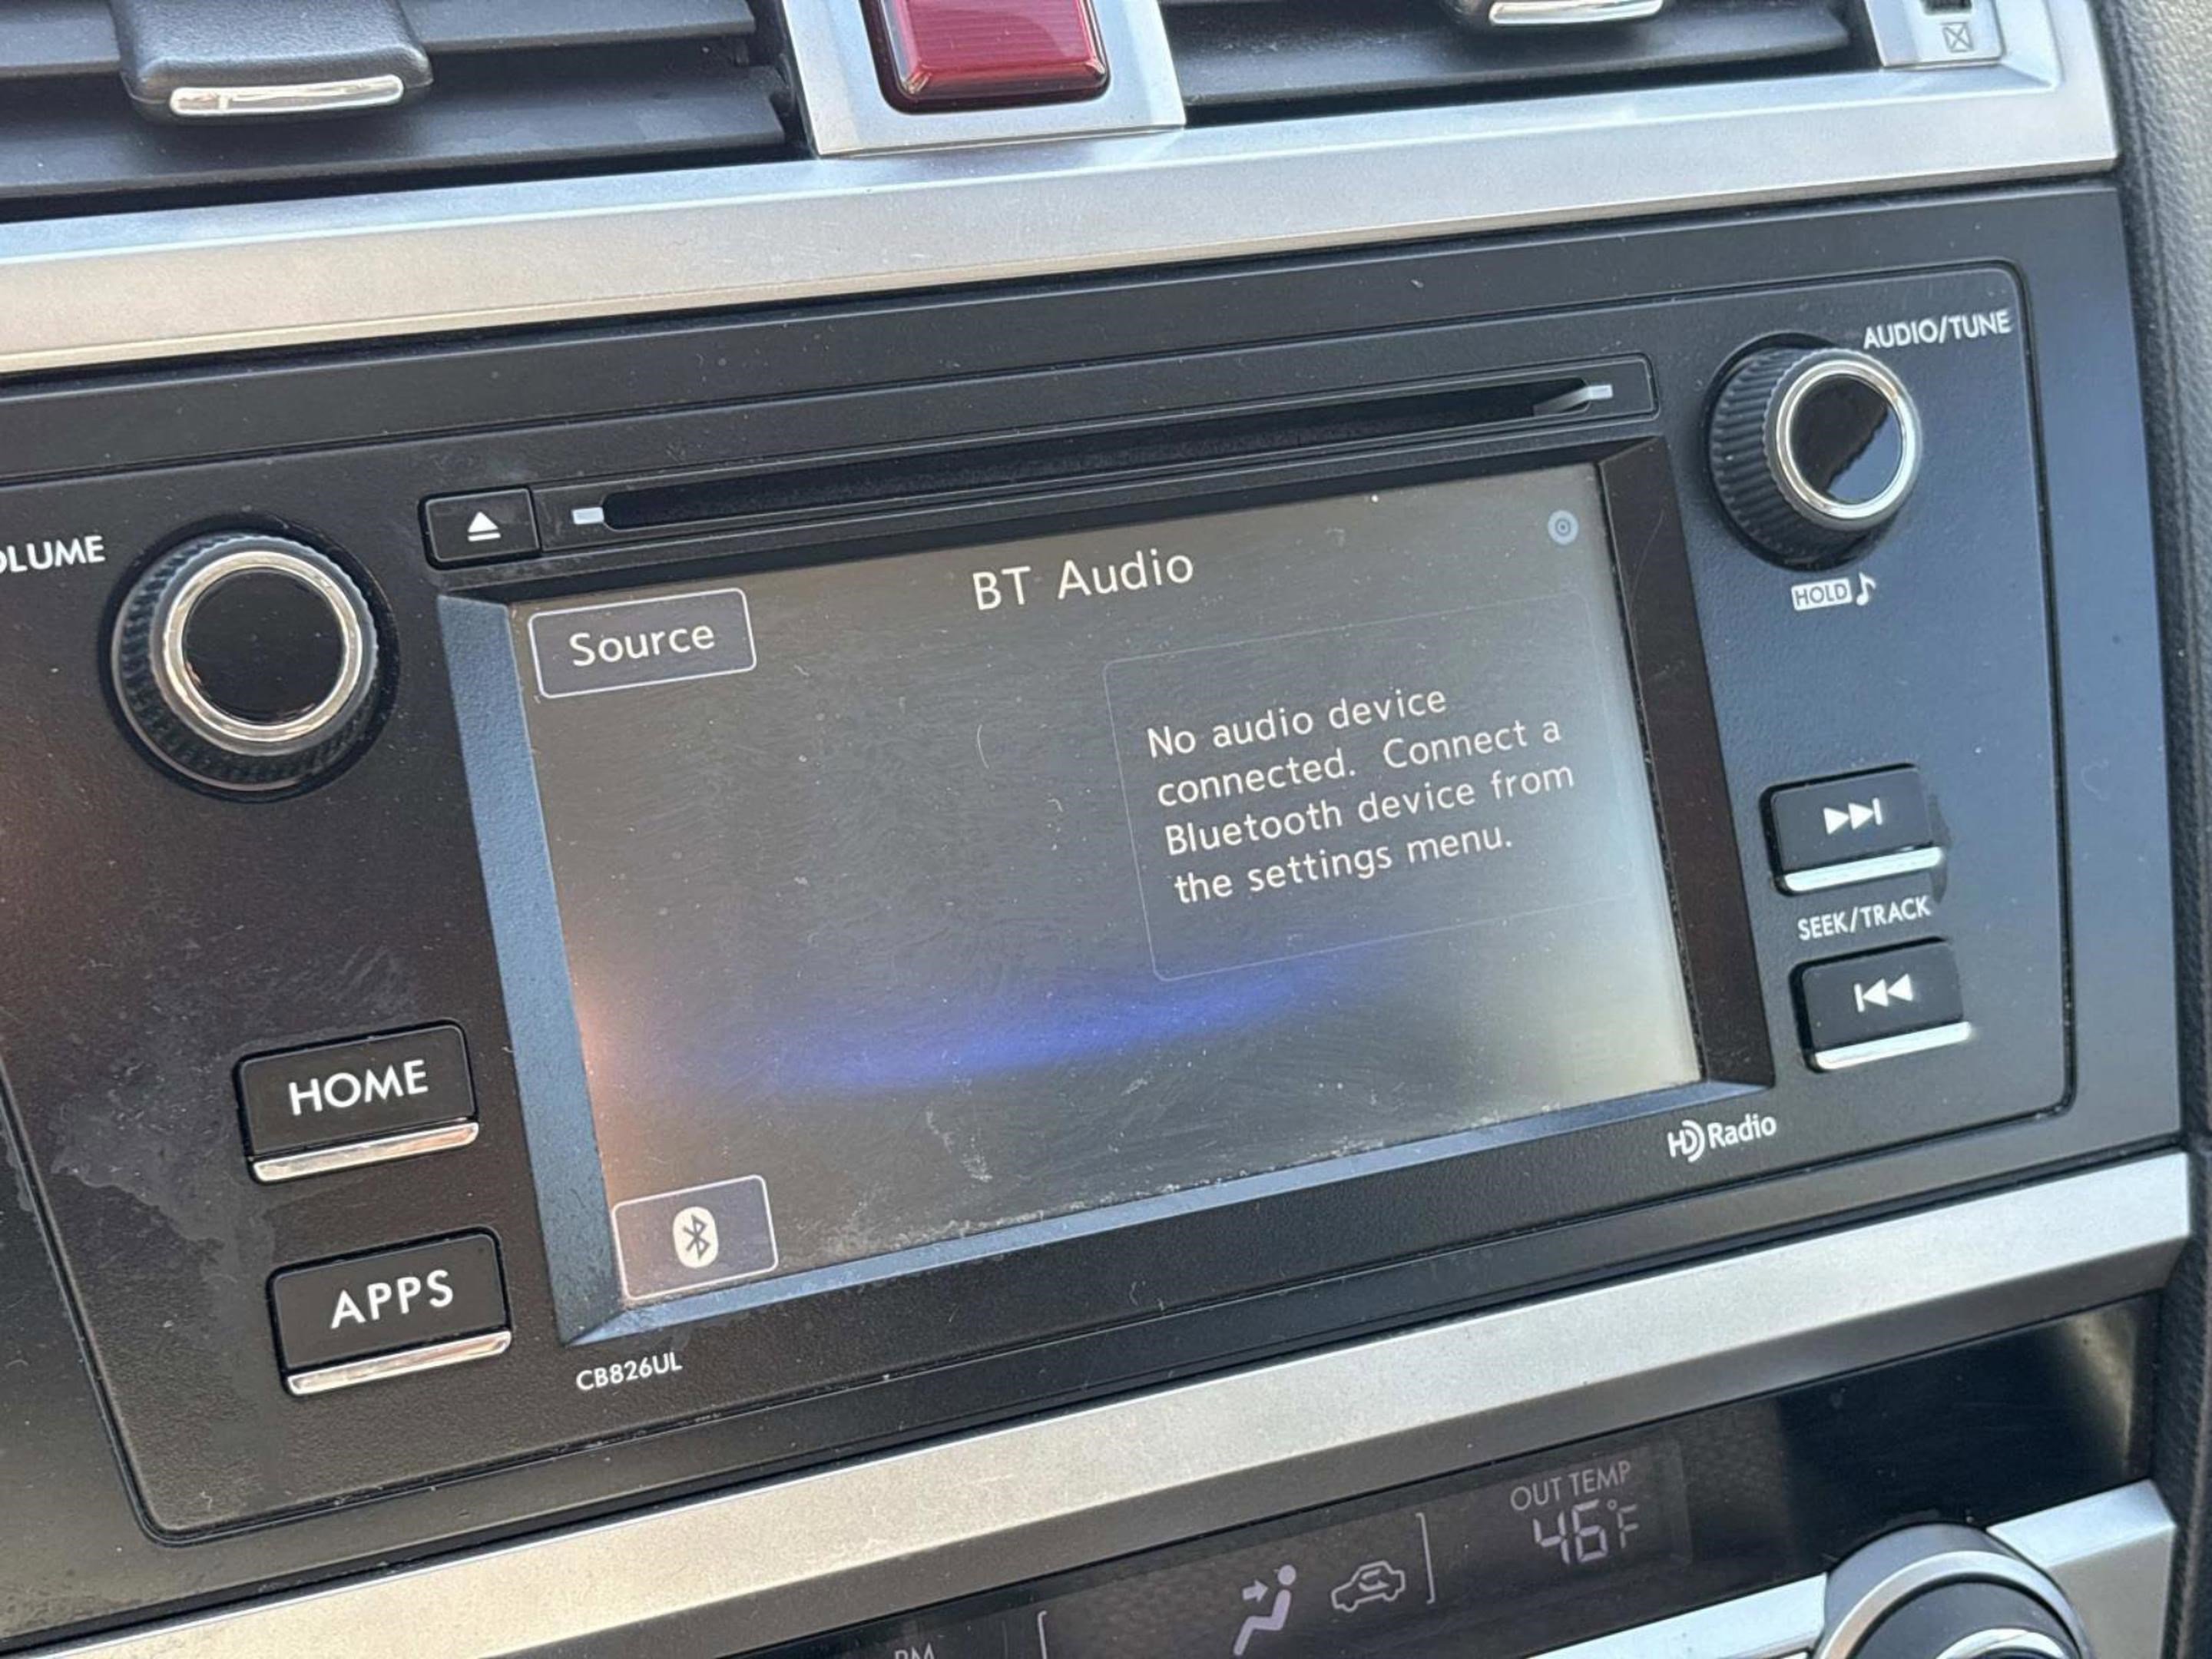 AUDIO/TUNE
HOLD
BT Audio
Source
No audio device
connected. Connect a
Bluetooth device from
the settings menu.
SEEK/TRACK
HOME
APPS
CB826UL
HD Radio
OUT TEMP
46°F